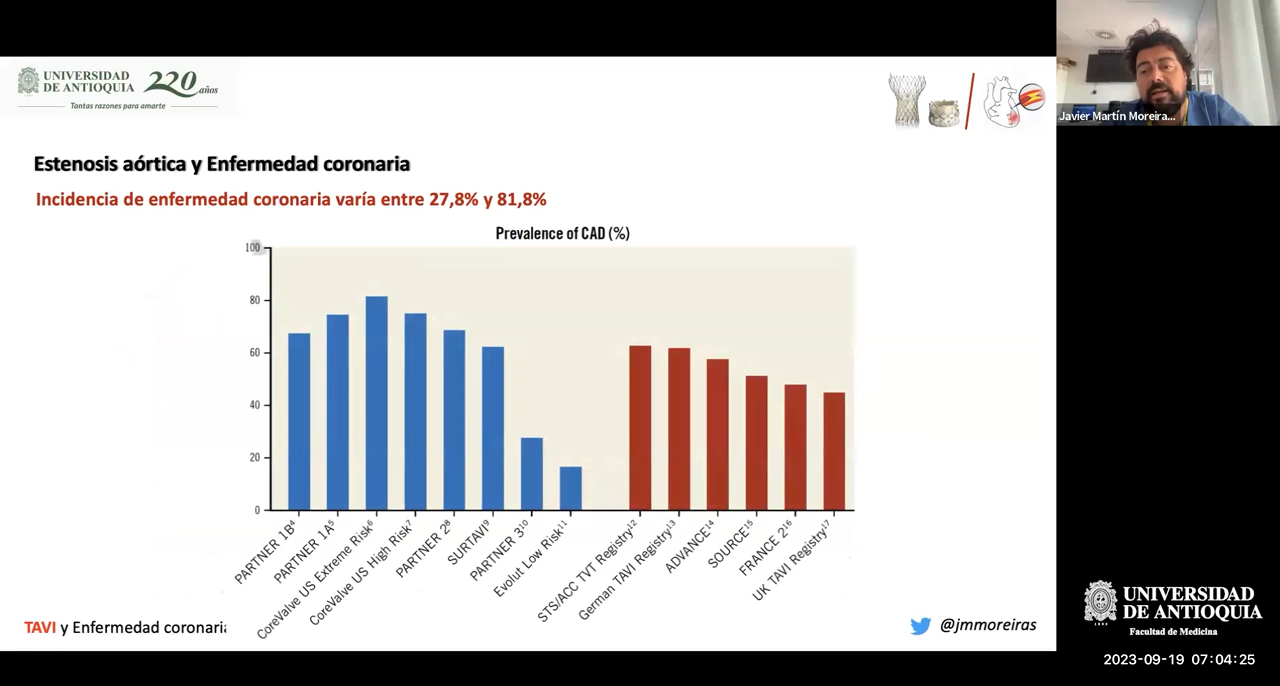 UNIVERSIDAD
DE ANTIOQUIA
220 años
Tantas razones para amarte
Javier Martín Moreira...
Estenosis aórtica y Enfermedad coronaria
Incidencia de enfermedad coronaria varía entre 27,8% y 81,8%
Prevalence of CAD (%)
100
80
60
40
20
0
PARTNER 1B⁴
PARTNER 1A⁵
CoreValve US Extreme Risk⁶
CoreValve US High Risk⁷
PARTNER 2⁸
SURTAVI⁹
PARTNER 3¹⁰
Evolut Low Risk¹¹
STS/ACC TVT Registry¹²
German TAVI Registry¹³
ADVANCE¹⁴
SOURCE¹⁵
FRANCE 2¹⁶
UK TAVI Registry¹⁷
TAVI y Enfermedad coronaria
@jmmoreiras
UNIVERSIDAD
DE ANTIOQUIA
1803
Facultad de Medicina
2023-09-19 07:04:25